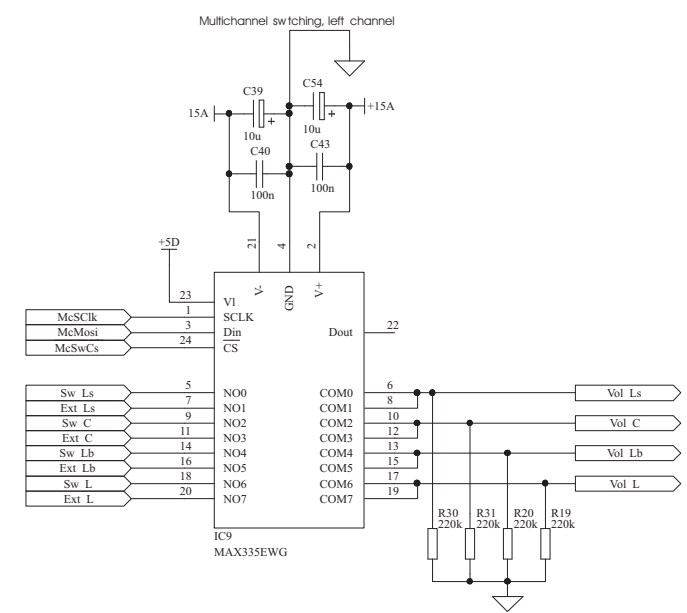 Multichannel swtching, left channel
C39
C54
15A
+15A
+
+
10u
10u
C40
C43
100n
100n
+5D
21
4
2
V-
GND
V+
23
Vl
McSClk
1
SCLK
McMosi
3
Din
Dout
22
McSwCs
24
CS
Sw Ls
5
NO0
COM0
6
Vol Ls
Ext Ls
7
NO1
COM1
8
Sw C
9
NO2
COM2
10
Vol C
Ext C
11
NO3
COM3
12
Sw Lb
14
NO4
COM4
13
Vol Lb
Ext Lb
16
NO5
COM5
15
Sw L
18
NO6
COM6
17
Vol L
Ext L
20
NO7
COM7
19
R30
220k
R31
220k
R20
220k
R19
220k
IC9
MAX335EWG